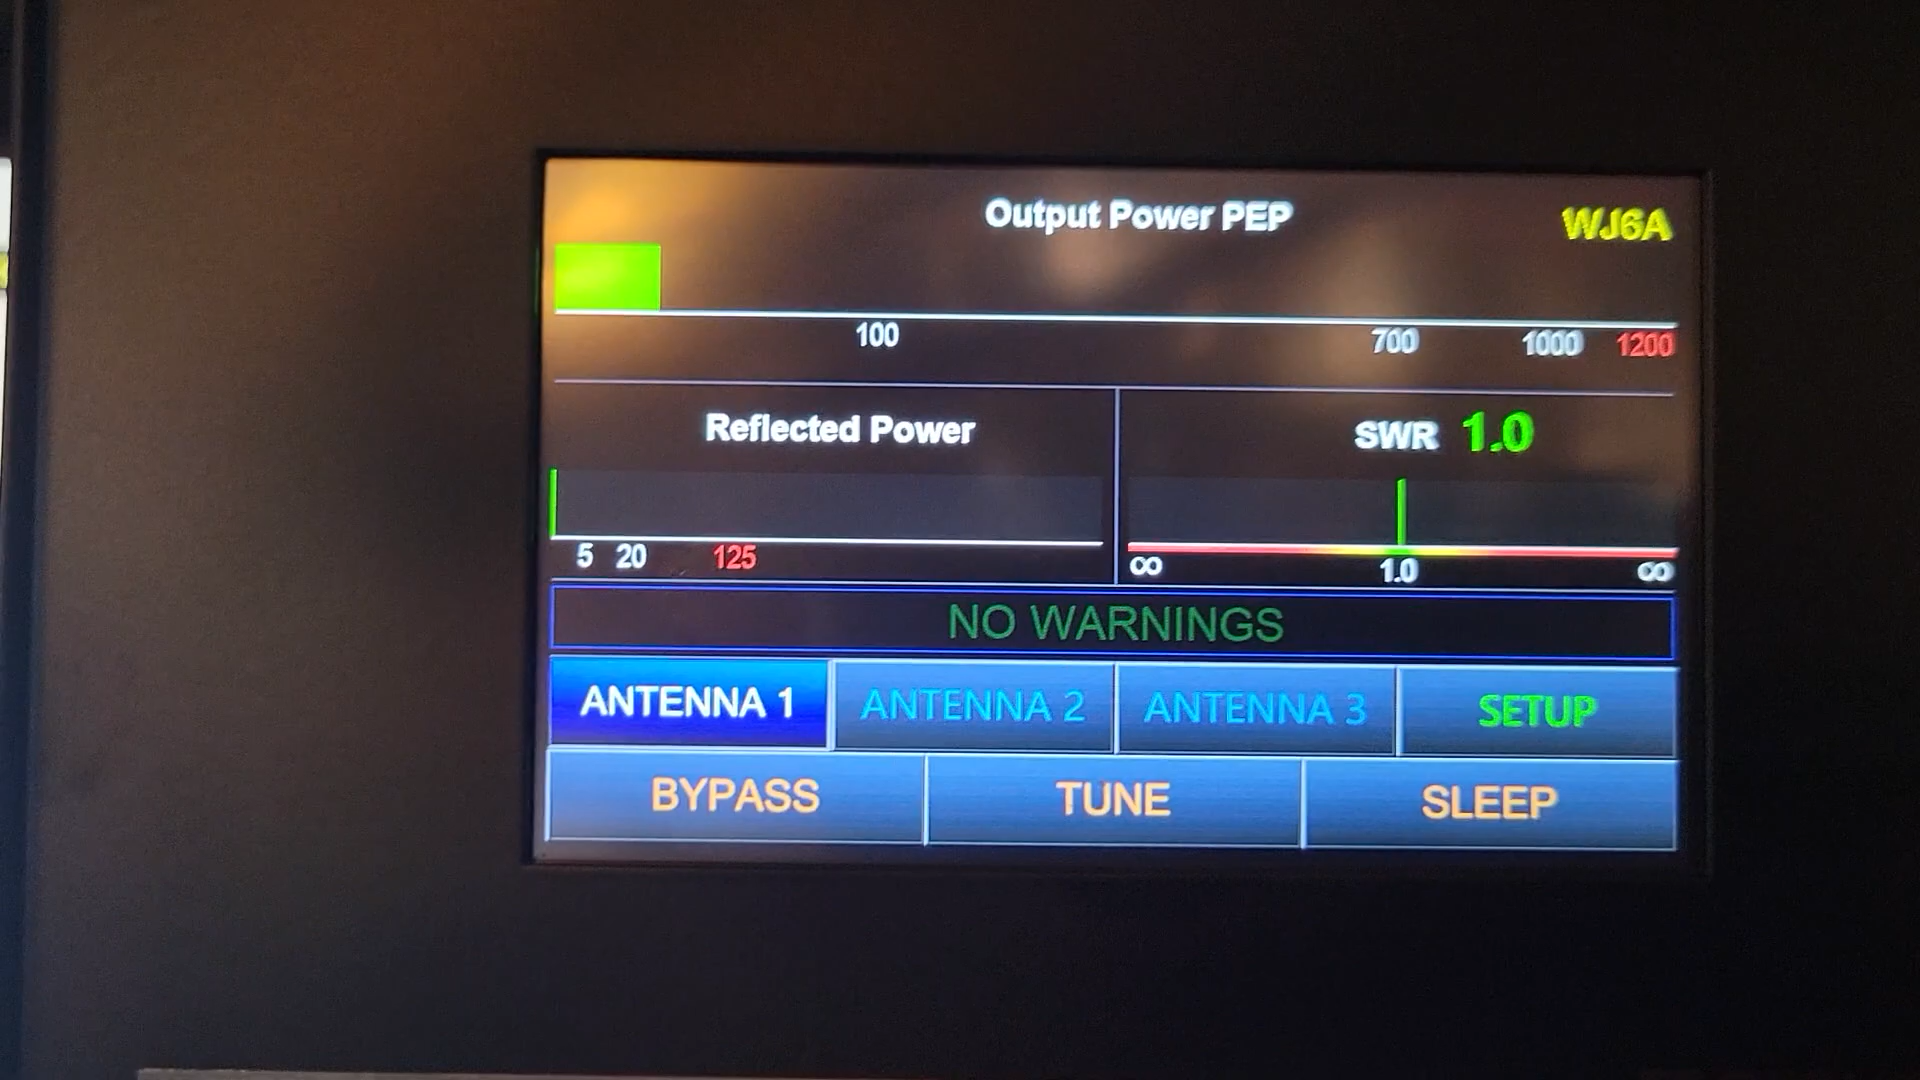 Output Power PEP WJ6A
100 700 1000 1200
Reflected Power
5 20 125
SWR 1.0
∞ 1.0 ∞
NO WARNINGS
ANTENNA 1 ANTENNA 2 ANTENNA 3 SETUP
BYPASS TUNE SLEEP